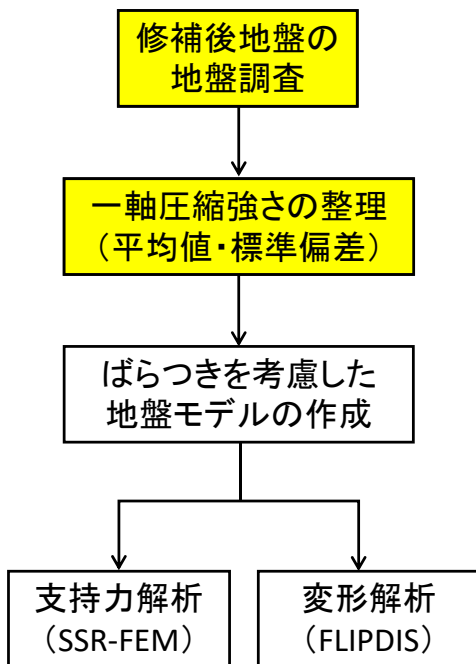 修補後地盤の
地盤調査
一軸圧縮強さの整理
（平均値・標準偏差）
ばらつきを考慮した
地盤モデルの作成
支持力解析
（SSR-FEM）
変形解析
（FLIPDIS）